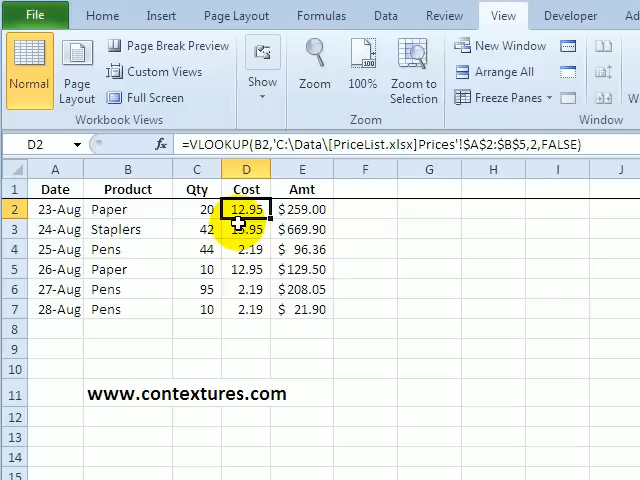 File Home Insert Page Layout Formulas Data Review View Developer
Normal Page Layout Page Break Preview Custom Views Full Screen Show Zoom 100% Zoom to Selection New Window Arrange All Freeze Panes
Workbook Views Zoom Window
D2 fx =VLOOKUP(B2,'C:\Data\[PriceList.xlsx]Prices'!$A$2:$B$5,2,FALSE)
A B C D E F G H I J
1 Date Product Qty Cost Amt
2 23-Aug Paper 20 12.95 $259.00
3 24-Aug Staplers 42 15.95 $669.90
4 25-Aug Pens 44 2.19 $ 96.36
5 26-Aug Paper 10 12.95 $129.50
6 27-Aug Pens 95 2.19 $208.05
7 28-Aug Pens 10 2.19 $ 21.90
8
9
10
11 www.contextures.com
12
13
14
15